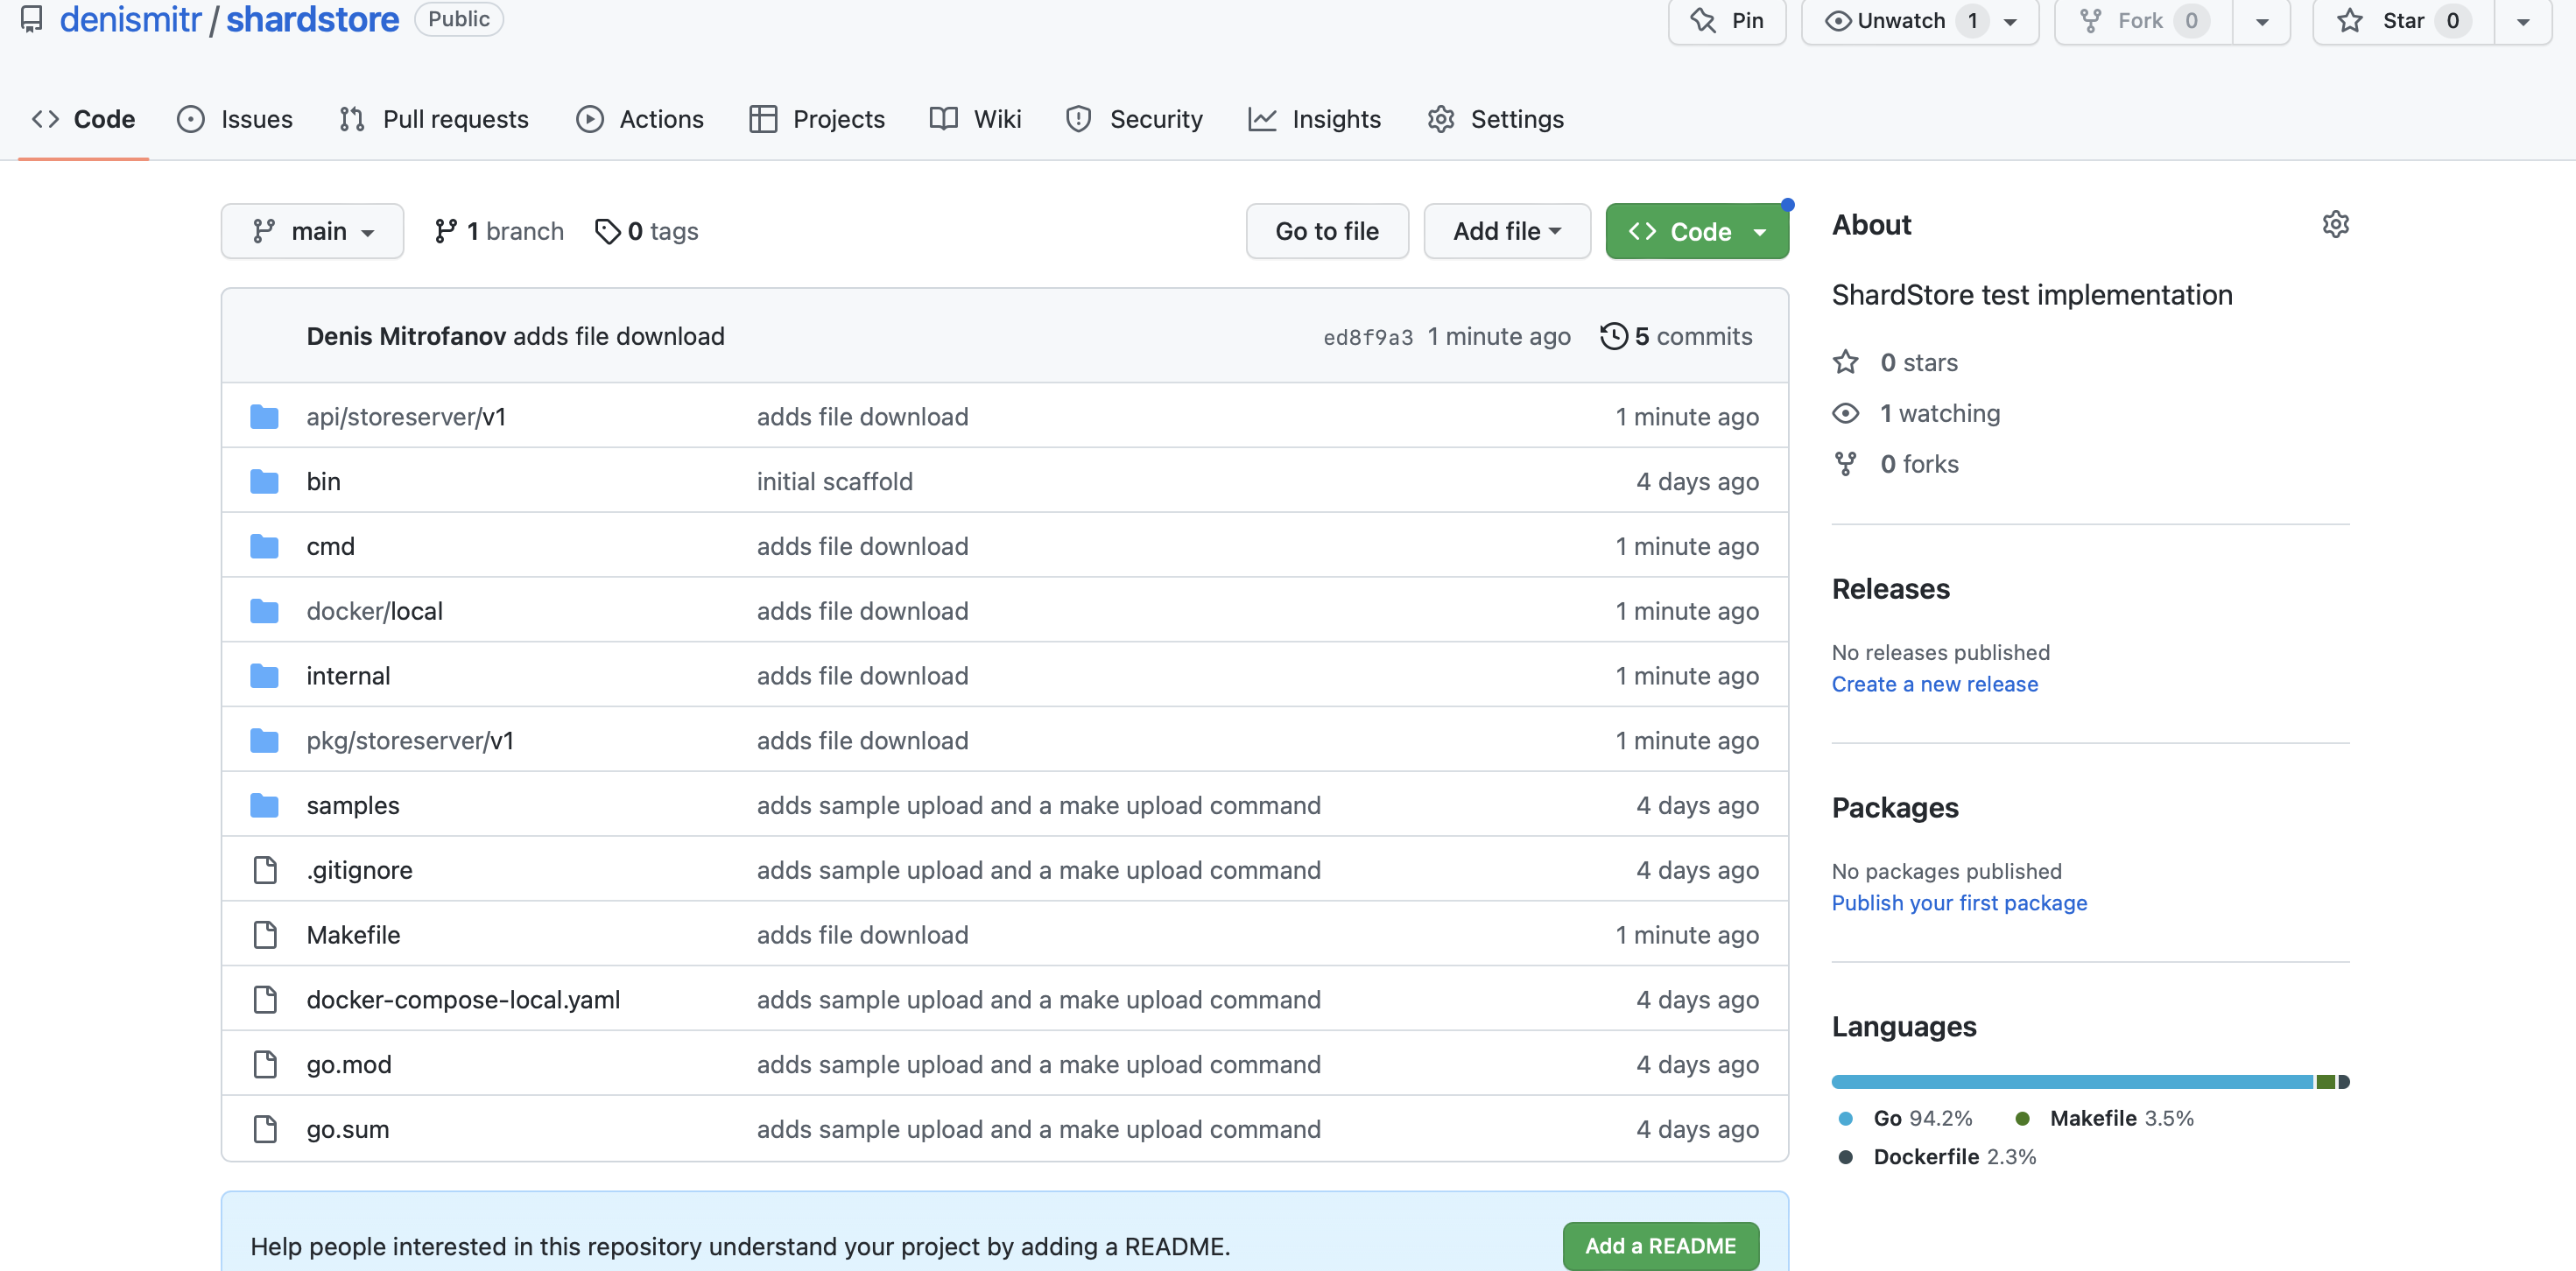 denismitr / shardstore Public
Pin
Unwatch 1
Fork 0
Star 0
Code
Issues
Pull requests
Actions
Projects
Wiki
Security
Insights
Settings
main
1 branch
0 tags
Go to file
Add file
Code
Denis Mitrofanov adds file download ed8f9a3 1 minute ago 5 commits
api/storeserver/v1 adds file download 1 minute ago
bin initial scaffold 4 days ago
cmd adds file download 1 minute ago
docker/local adds file download 1 minute ago
internal adds file download 1 minute ago
pkg/storeserver/v1 adds file download 1 minute ago
samples adds sample upload and a make upload command 4 days ago
.gitignore adds sample upload and a make upload command 4 days ago
Makefile adds file download 1 minute ago
docker-compose-local.yaml adds sample upload and a make upload command 4 days ago
go.mod adds sample upload and a make upload command 4 days ago
go.sum adds sample upload and a make upload command 4 days ago
Help people interested in this repository understand your project by adding a README.
Add a README
About
ShardStore test implementation
0 stars
1 watching
0 forks
Releases
No releases published
Create a new release
Packages
No packages published
Publish your first package
Languages
Go 94.2% Makefile 3.5%
Dockerfile 2.3%